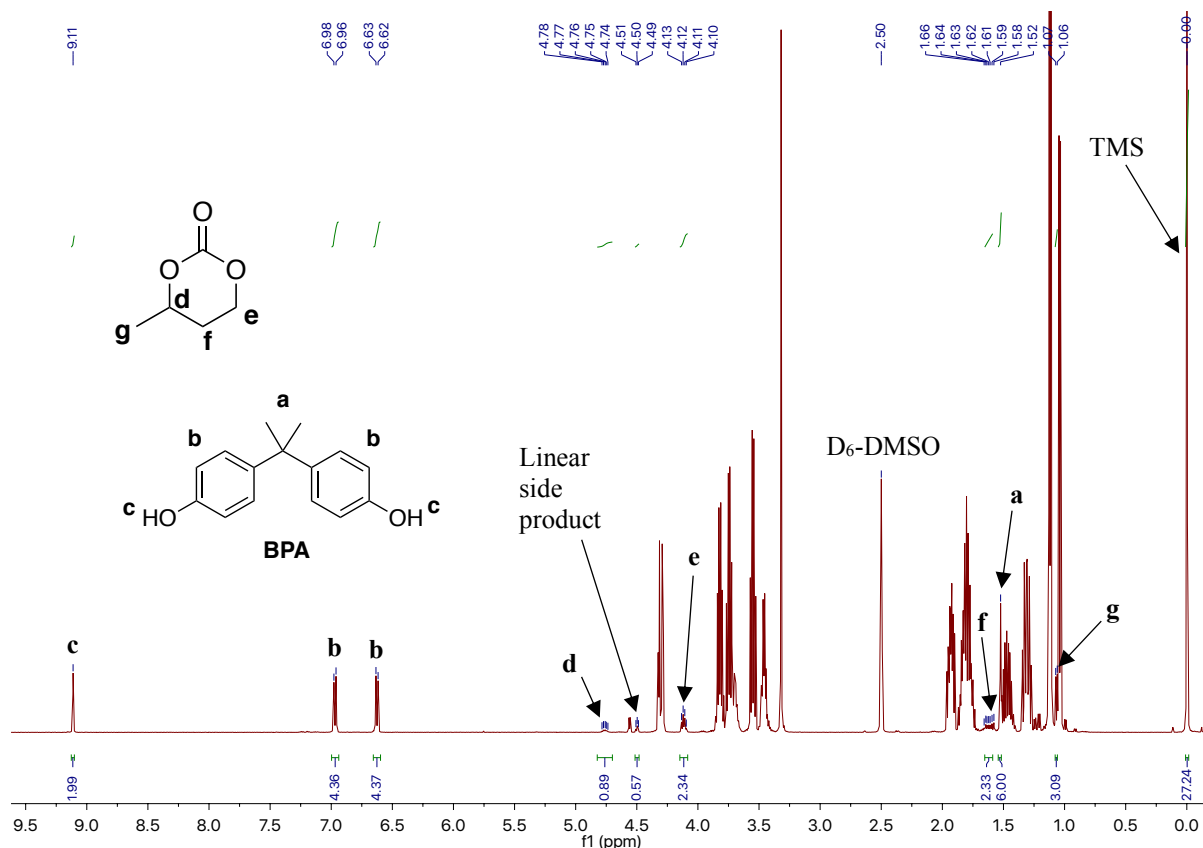 9.11
6.98
6.96
6.63
6.62
4.78
4.77
4.76
4.75
4.74
4.51
4.50
4.49
4.13
4.12
4.11
4.10
2.50
1.66
1.64
1.63
1.62
1.61
1.59
1.58
1.52
1.07
1.06
0.00
TMS
O
O
O
d
e
g
f
a
b
b
c HO
OH c
BPA
Linear
side
product
D6-DMSO
a
e
f
g
c
b
b
d
1.99
4.36
4.37
0.89
0.57
2.34
2.33
6.00
3.09
27.24
9.5 9.0 8.5 8.0 7.5 7.0 6.5 6.0 5.5 5.0 4.5 4.0 3.5 3.0 2.5 2.0 1.5 1.0 0.5 0.0
f1 (ppm)